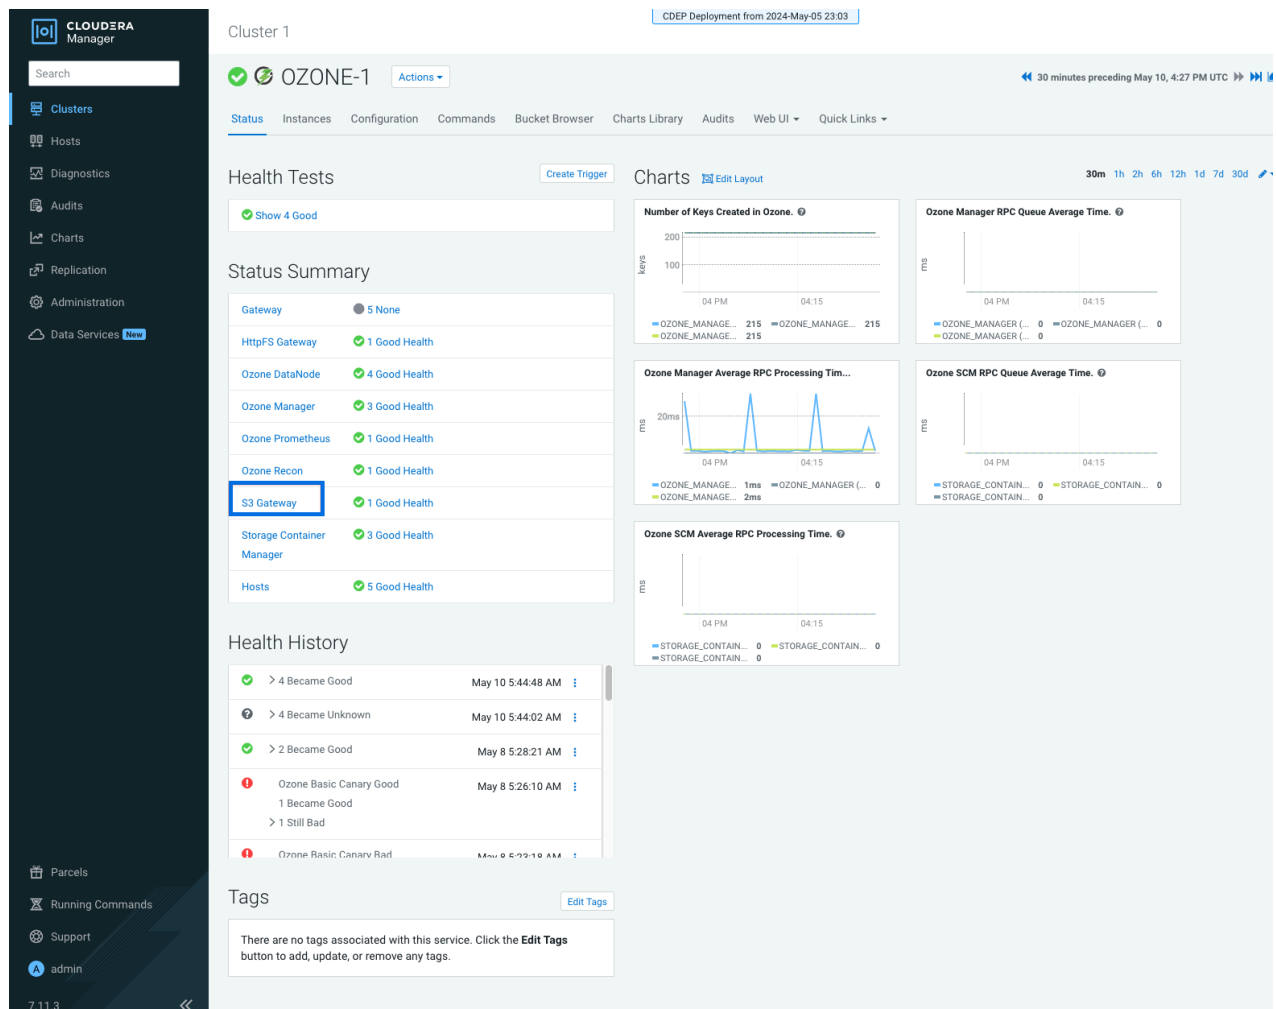 CLOUDERA
Manager
Search
Clusters
Hosts
Diagnostics
Audits
Charts
Replication
Administration
Data Services New
Parcels
Running Commands
Support
A admin
7.11.3
CDEP Deployment from 2024-May-05 23:03
Cluster 1
OZONE-1 Actions
30 minutes preceding May 10, 4:27 PM UTC
Status Instances Configuration Commands Bucket Browser Charts Library Audits Web UI Quick Links
Health Tests
Create Trigger
Show 4 Good
Status Summary
Gateway 5 None
HttpFS Gateway 1 Good Health
Ozone DataNode 4 Good Health
Ozone Manager 3 Good Health
Ozone Prometheus 1 Good Health
Ozone Recon 1 Good Health
S3 Gateway 1 Good Health
Storage Container 3 Good Health
Manager
Hosts 5 Good Health
Health History
4 Became Good May 10 5:44:48 AM
4 Became Unknown May 10 5:44:02 AM
2 Became Good May 8 5:28:21 AM
Ozone Basic Canary Good May 8 5:26:10 AM
1 Became Good
1 Still Bad
Ozone Basic Canary Bad May 8 5:23:18 AM
Tags
Edit Tags
There are no tags associated with this service. Click the Edit Tags
button to add, update, or remove any tags.
Charts Edit Layout
30m 1h 2h 6h 12h 1d 7d 30d
Number of Keys Created in Ozone.
keys
200
100
04 PM 04:15
OZONE_MANAGE... 215 OZONE_MANAGE... 215
OZONE_MANAGE... 215
Ozone Manager RPC Queue Average Time.
ms
04 PM 04:15
OZONE_MANAGER (... 0 OZONE_MANAGER (... 0
OZONE_MANAGER (... 0
Ozone Manager Average RPC Processing Tim...
ms
20ms
04 PM 04:15
OZONE_MANAGE... 1ms OZONE_MANAGER (... 0
OZONE_MANAGE... 2ms
Ozone SCM RPC Queue Average Time.
ms
04 PM 04:15
STORAGE_CONTAIN... 0 STORAGE_CONTAIN... 0
STORAGE_CONTAIN... 0
Ozone SCM Average RPC Processing Time.
ms
04 PM 04:15
STORAGE_CONTAIN... 0 STORAGE_CONTAIN... 0
STORAGE_CONTAIN... 0